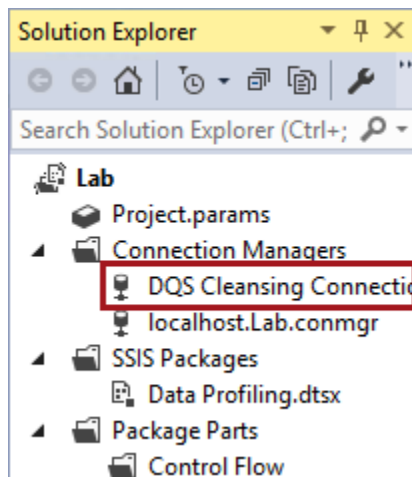 Solution Explorer
Search Solution Explorer (Ctrl+;
Lab
Project.params
Connection Managers
DQS Cleansing Connectio
localhost.Lab.conmgr
SSIS Packages
Data Profiling.dtsx
Package Parts
Control Flow